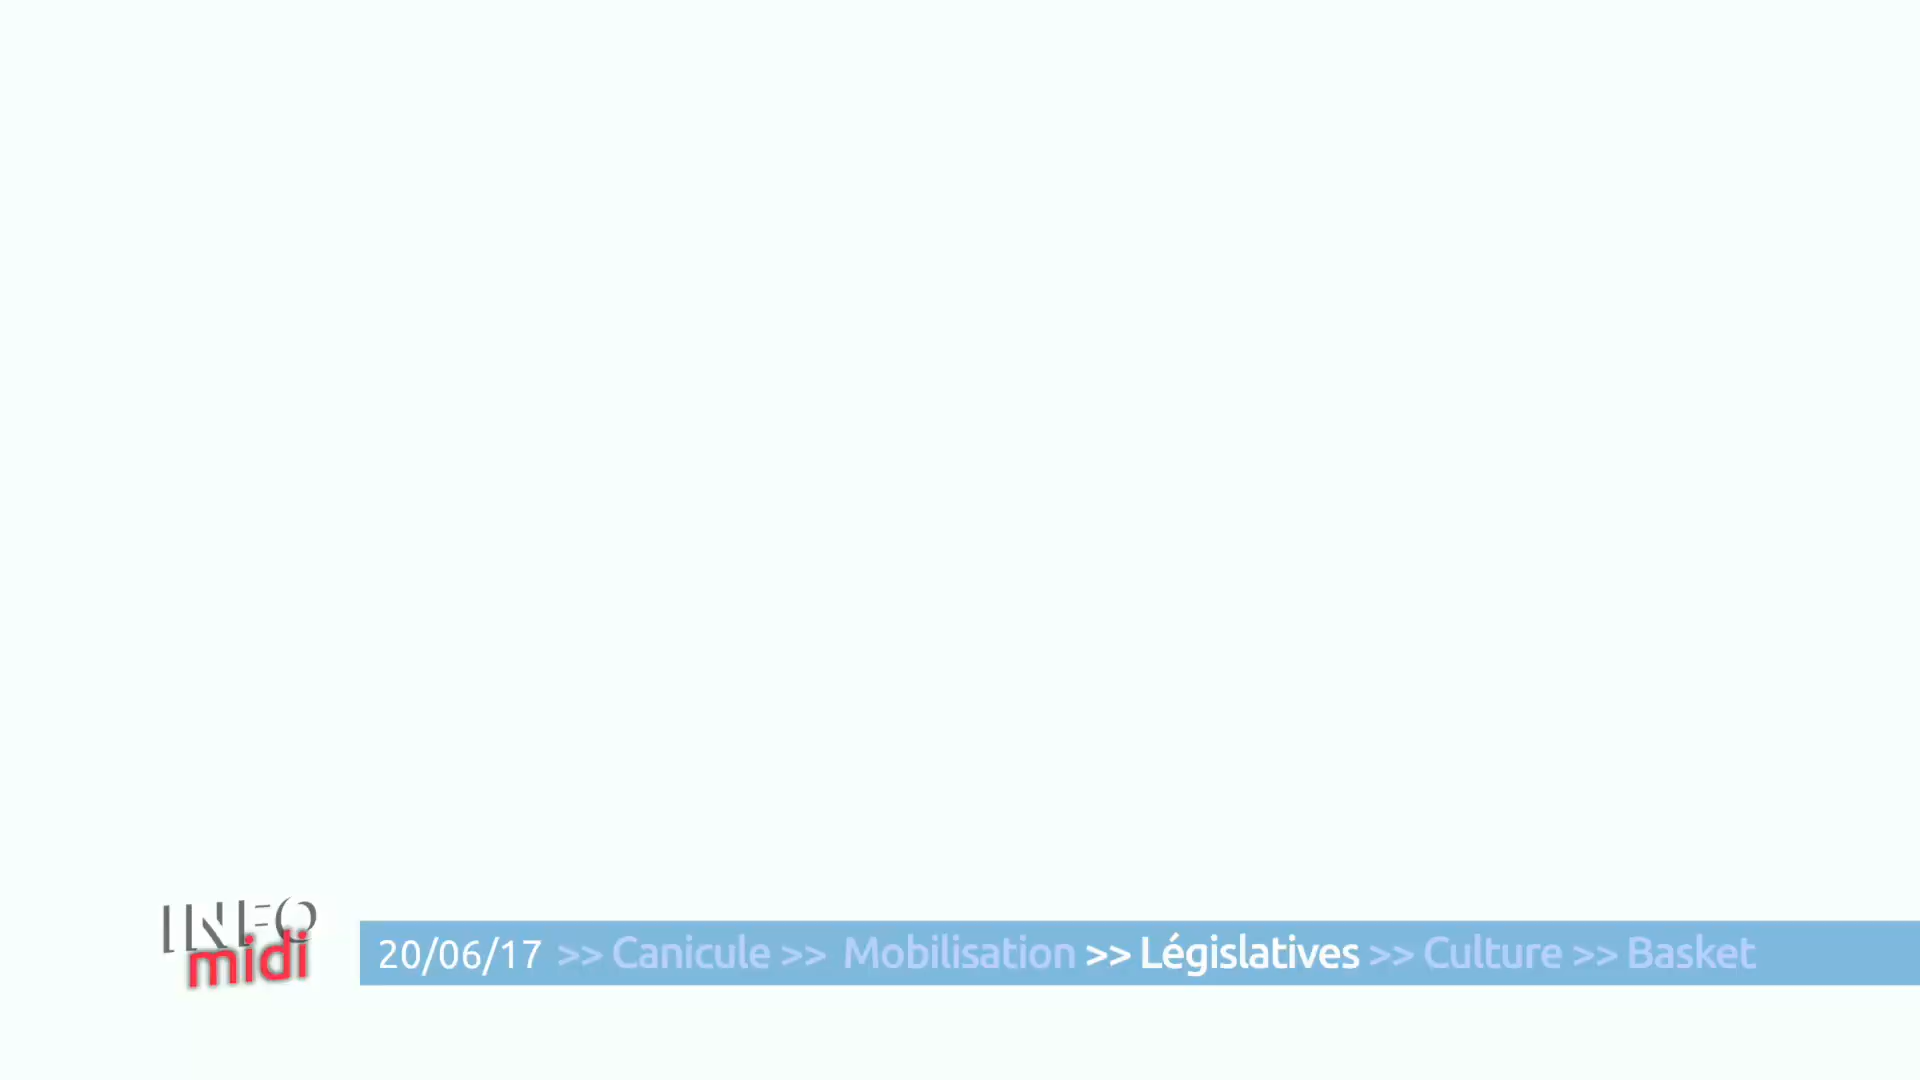 INFO
midi
20/06/17 >> Canicule >> Mobilisation >> Législatives >> Culture >> Basket